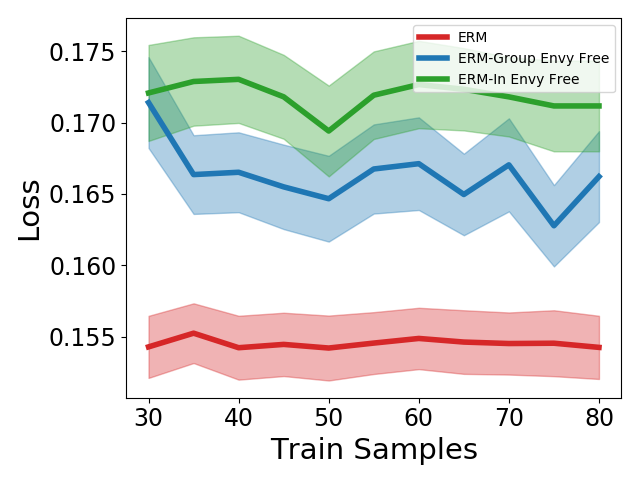 ERM
ERM-Group Envy Free
ERM-In Envy Free
0.175
0.170
0.165
0.160
0.155
Loss
30 40 50 60 70 80
Train Samples